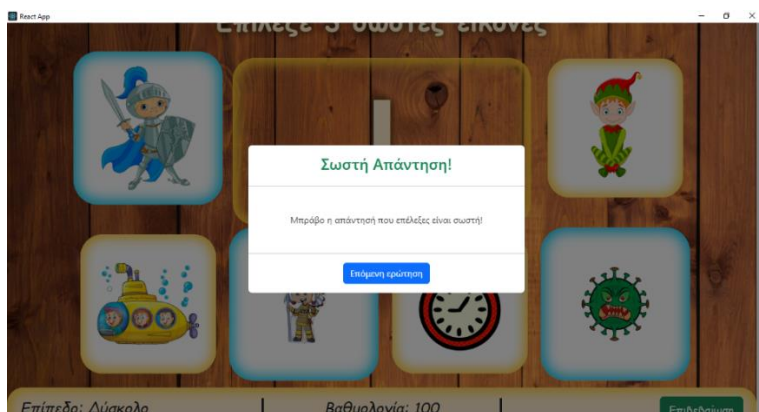 React App
Επίλεξε 3 σωστές εικόνες
Σωστή Απάντηση!
Μπράβο η απάντησή που επέλεξες είναι σωστή!
Επόμενη ερώτηση
Επίπεδο: Δύσκολο
Βαθμολογία: 100
Επιβεβαίωση